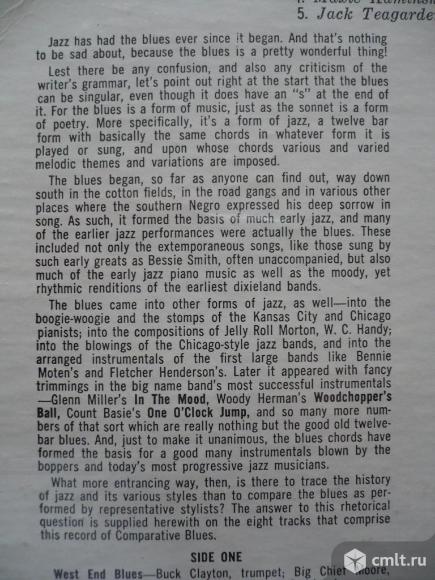 5. Jack Teagarde
Jazz has had the blues ever since it began. And that's nothing
to be sad about, because the blues is a pretty wonderful thing!
Lest there be any confusion, and also any criticism of the
writer's grammar, let's point out right at the start that the blues
can be singular, even though it does have an "s" at the end of
it. For the blues is a form of music, just as the sonnet is a form
of poetry. More specifically, it's a form of jazz, a twelve bar
form with basically the same chords in whatever form it is
played or sung, and upon whose chords various and varied
melodic themes and variations are imposed.
The blues began, so far as anyone can find out, way down
south in the cotton fields, in the road gangs and in various other
places where the southern Negro expressed his deep sorrow in
song. As such, it formed the basis of much early jazz, and many
of the earlier jazz performances were actually the blues. These
included not only the extemporaneous songs, like those sung by
such early greats as Bessie Smith, often unaccompanied, but also
much of the early jazz piano music as well as the moody, yet
rhythmic renditions of the earliest dixieland bands.
The blues came into other forms of jazz, as well—into the
boogie-woogie and the stomps of the Kansas City and Chicago
pianists; into the compositions of Jelly Roll Morton, W. C. Handy;
into the blowings of the Chicago-style jazz bands, and into the
arranged instrumentals of the first large bands like Bennie
Moten's and Fletcher Henderson's. Later it appeared with fancy
trimmings in the big name band's most successful instrumentals
—Glenn Miller's In The Mood, Woody Herman's Woodchopper's
Ball, Count Basie's One O'Clock Jump, and so many more num-
bers of that sort which are really nothing but the good old twelve-
bar blues. And, just to make it unanimous, the blues chords have
formed the basis for a good many instrumentals blown by the
boppers and today's most progressive jazz musicians.
What more entrancing way, then, is there to trace the history
of jazz and its various styles than to compare the blues as per-
formed by representative stylists? The answer to this rhetorical
question is supplied herewith on the eight tracks that comprise
this record of Comparative Blues.
SIDE ONE
West End Blues—Buck Clayton, trumpet; Big Chief Moore,
cmlt.ru